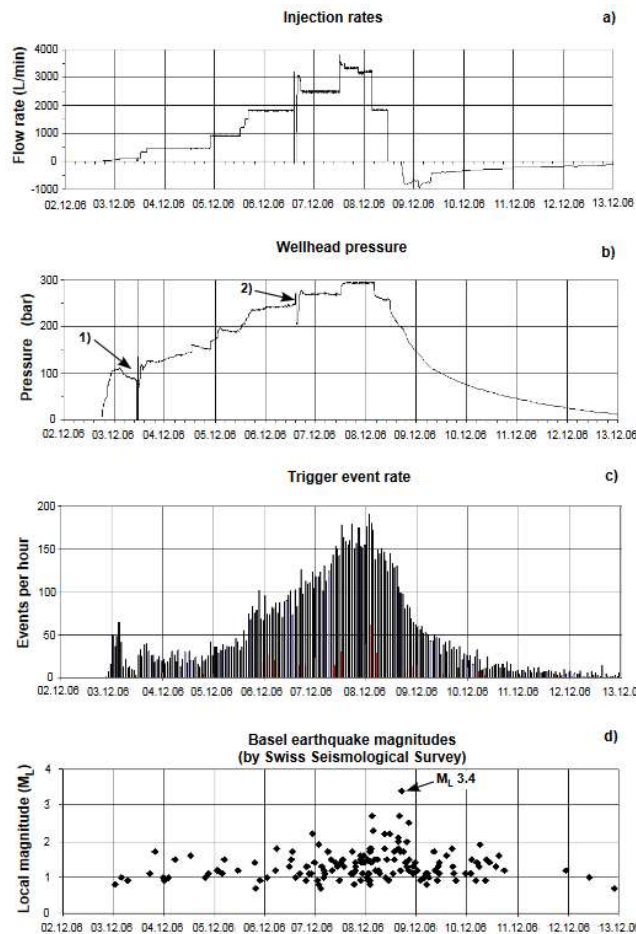 Injection rates
a)
Flow rate (L/min)
4000
3000
2000
1000
0
-1000
02.12.06 03.12.06 04.12.06 05.12.06 06.12.06 07.12.06 08.12.06 09.12.06 10.12.06 11.12.06 12.12.06 13.12.06
Wellhead pressure
b)
Pressure (bar)
300
200
100
0
1)
2)
02.12.06 03.12.06 04.12.06 05.12.06 06.12.06 07.12.06 08.12.06 09.12.06 10.12.06 11.12.06 12.12.06 13.12.06
Trigger event rate
c)
Events per hour
200
150
100
50
0
02.12.06 03.12.06 04.12.06 05.12.06 06.12.06 07.12.06 08.12.06 09.12.06 10.12.06 11.12.06 12.12.06 13.12.06
Basel earthquake magnitudes
(by Swiss Seismological Survey)
d)
Local magnitude (ML)
4
3
2
1
0
ML 3.4
02.12.06 03.12.06 04.12.06 05.12.06 06.12.06 07.12.06 08.12.06 09.12.06 10.12.06 11.12.06 12.12.06 13.12.06